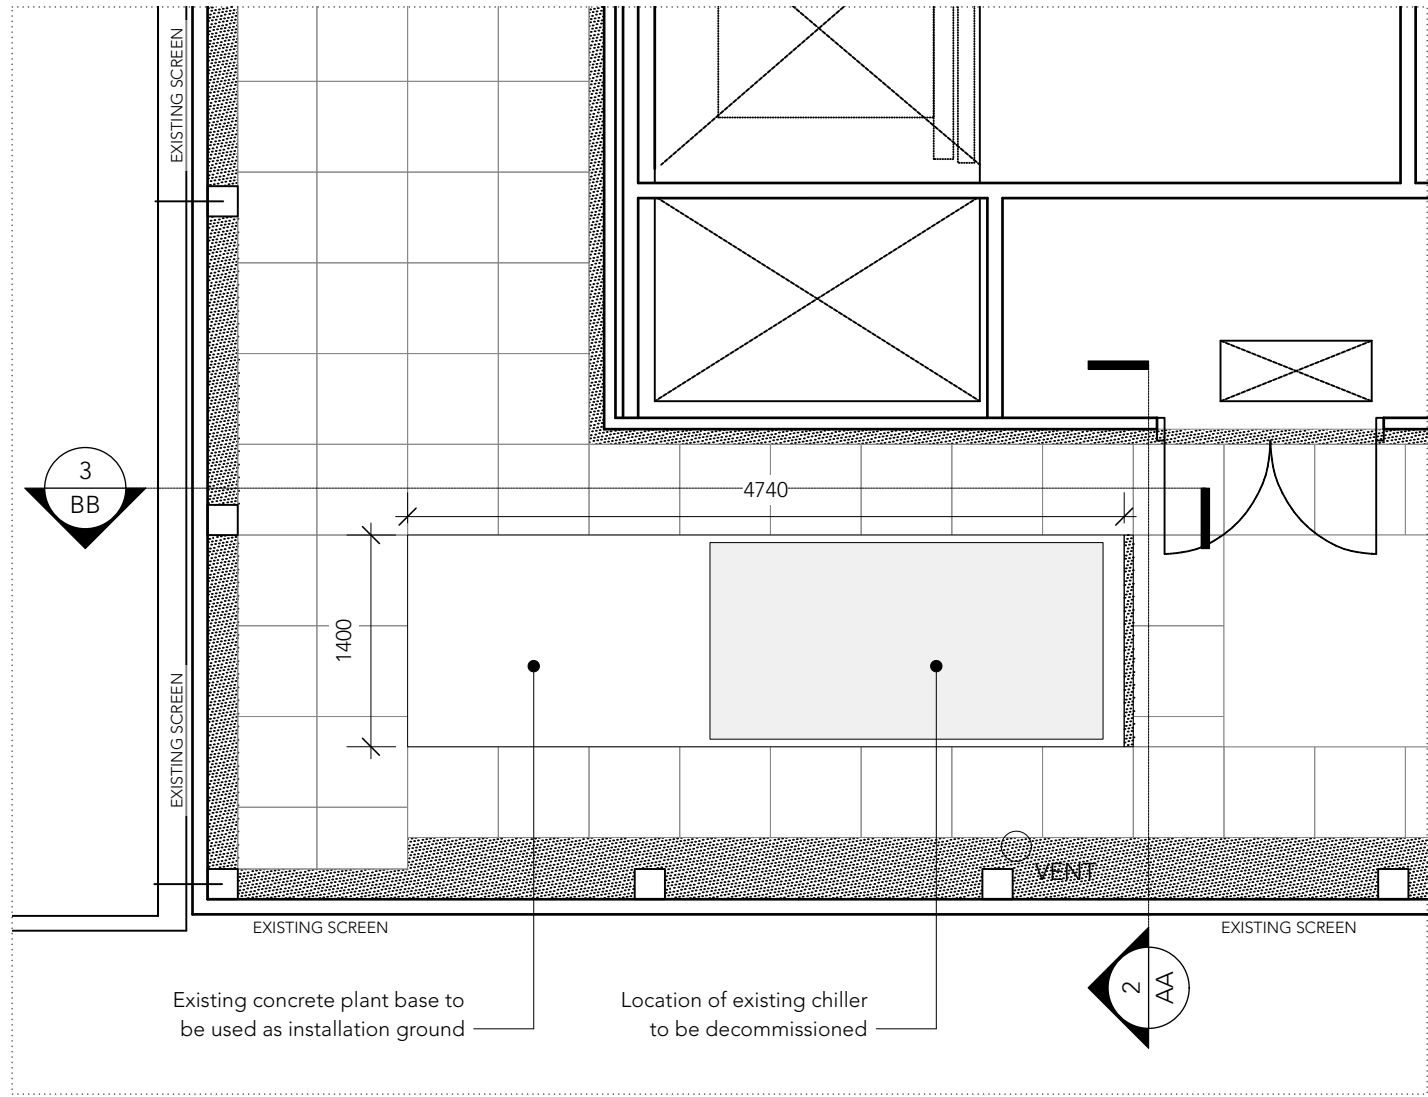 EXISTING SCREEN
3
BB
4740
1400
EXISTING SCREEN
VENT
EXISTING SCREEN
EXISTING SCREEN
2
AA
Existing concrete plant base to
be used as installation ground
Location of existing chiller
to be decommissioned